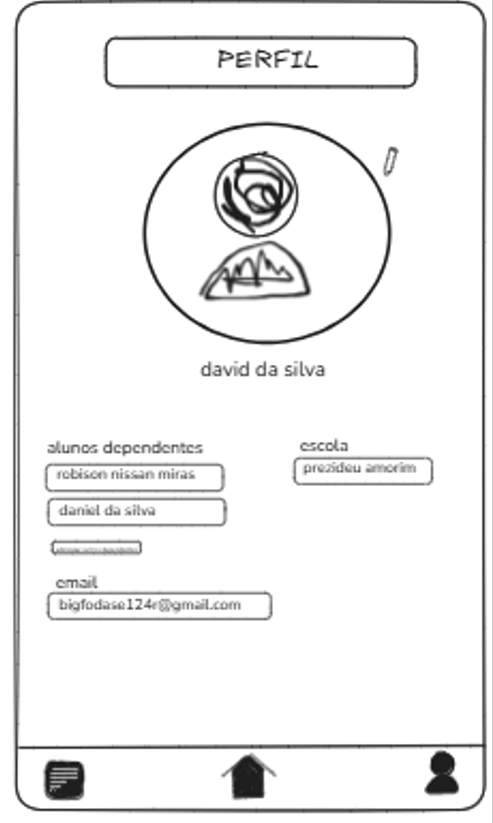 PERFIL
david da silva
alunos dependentes
robison nissan miras
daniel da silva
escola
prezideu amorim
email
bigfodase124r@gmail.com